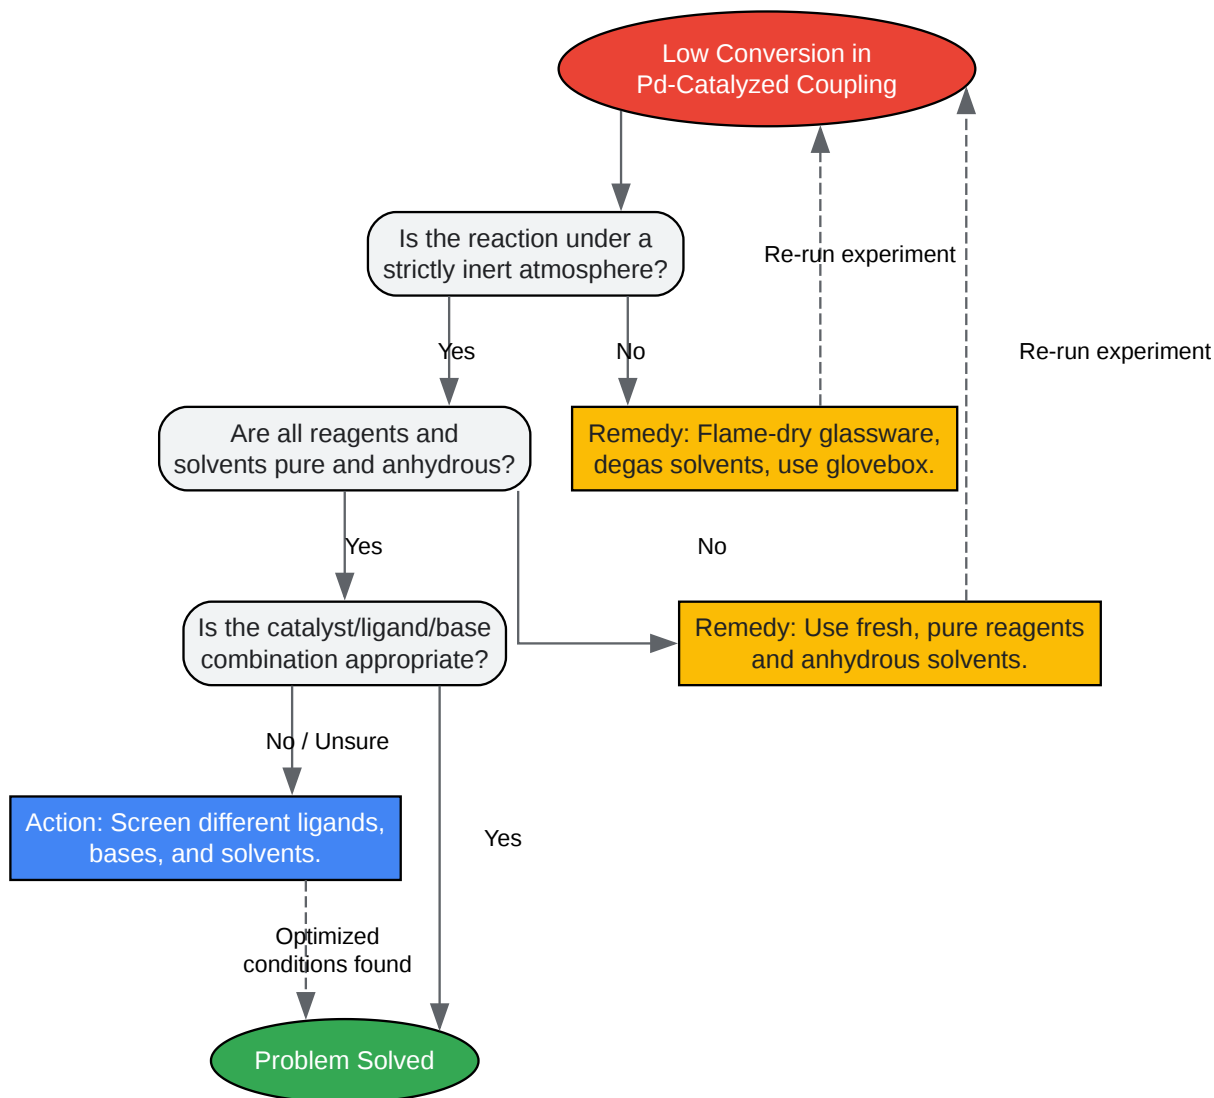 Low Conversion in
Pd-Catalyzed Coupling
Is the reaction under a
strictly inert atmosphere?
Re-run experiment
Yes
No
Re-run experiment
Are all reagents and
solvents pure and anhydrous?
Remedy: Flame-dry glassware,
degas solvents, use glovebox.
Yes
No
Is the catalyst/ligand/base
combination appropriate?
Remedy: Use fresh, pure reagents
and anhydrous solvents.
No / Unsure
Action: Screen different ligands,
bases, and solvents.
Yes
Optimized
conditions found
Problem Solved